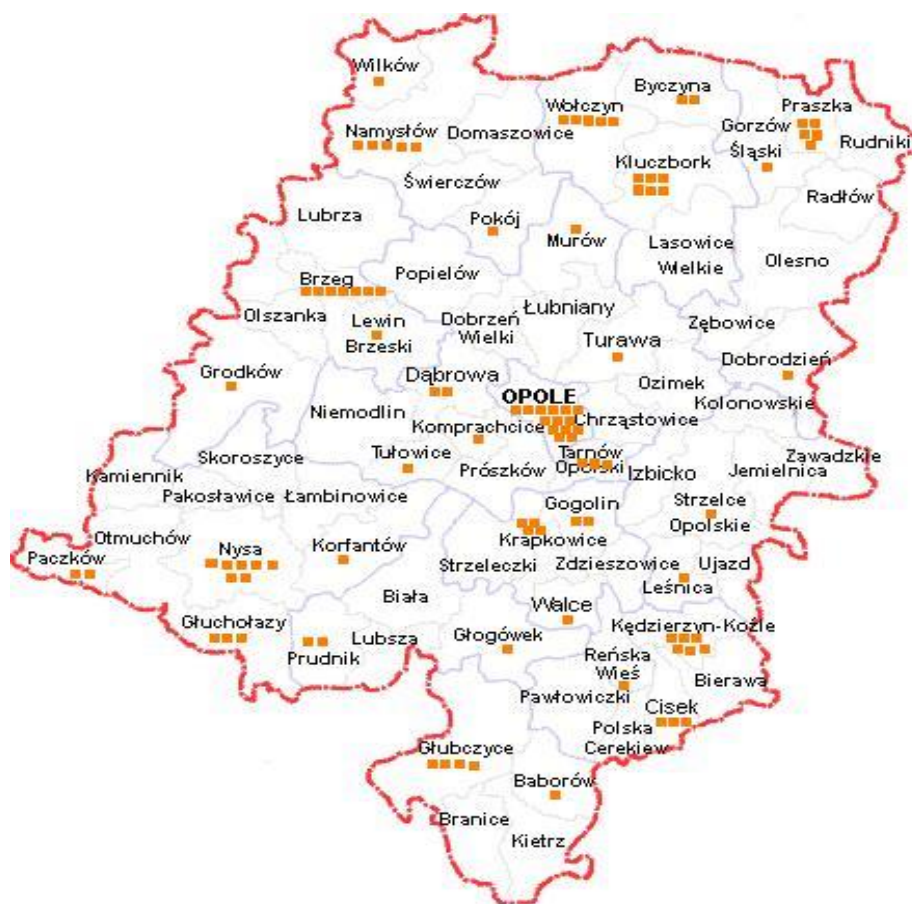 Wilków
Byczyna
Wołczyn
Praszka
Namysłów
Domaszowice
Gorzów
Śląski
Rudniki
Kluczbork
Świerczów
Radłów
Lubrza
Pokój
Murów
Lasowice
Wielkie
Olesno
Brzeg
Popielów
Łubniany
Olszanka
Lewin
Brzeski
Dobrzeń
Wielki
Turawa
Zębowice
Dobrodzień
Grodków
Dąbrowa
OPOLE
Ozimek
Kolonowskie
Niemodlin
Komprachcice
Chrząstowice
Skoroszyce
Tułowice
Prószków
Tarnów
Opolski
Izbicko
Jemielnica
Zawadzkie
Kamiennik
Pakosławice
Łambinowice
Gogolin
Strzelce
Opolskie
Otmuchów
Paczków
Nysa
Korfantów
Krapkowice
Strzeleczki
Zdzieszowice
Ujazd
Leśnica
Biała
Walce
Głuchołazy
Prudnik
Lubsza
Głogówek
Kędzierzyn-Koźle
Reńska
Wieś
Bierawa
Pawłowiczki
Cisek
Polska
Cerekiew
Głubczyce
Baborów
Branice
Kietrz